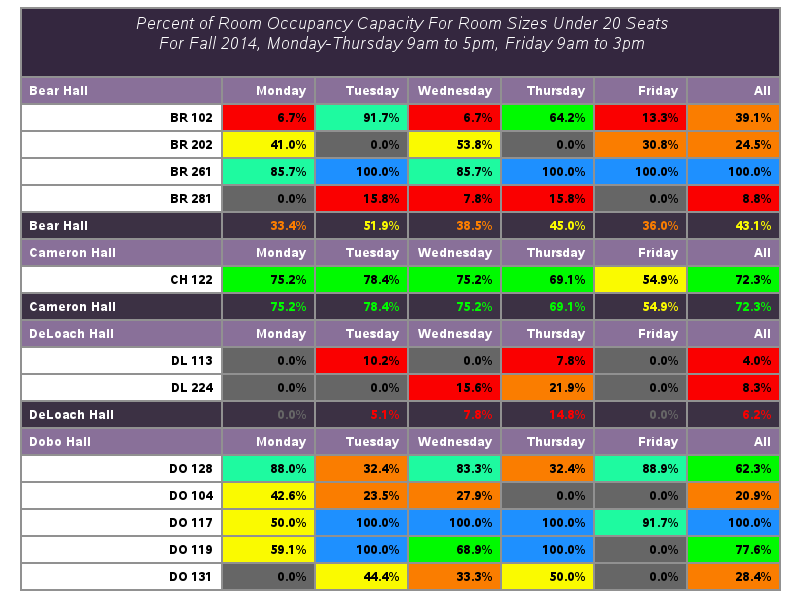 Percent of Room Occupancy Capacity For Room Sizes Under 20 Seats
For Fall 2014, Monday-Thursday 9am to 5pm, Friday 9am to 3pm
Bear Hall Monday Tuesday Wednesday Thursday Friday All
BR 102 6.7% 91.7% 6.7% 64.2% 13.3% 39.1%
BR 202 41.0% 0.0% 53.8% 0.0% 30.8% 24.5%
BR 261 85.7% 100.0% 85.7% 100.0% 100.0% 100.0%
BR 281 0.0% 15.8% 7.8% 15.8% 0.0% 8.8%
Bear Hall 33.4% 51.9% 38.5% 45.0% 36.0% 43.1%
Cameron Hall Monday Tuesday Wednesday Thursday Friday All
CH 122 75.2% 78.4% 75.2% 69.1% 54.9% 72.3%
Cameron Hall 75.2% 78.4% 75.2% 69.1% 54.9% 72.3%
DeLoach Hall Monday Tuesday Wednesday Thursday Friday All
DL 113 0.0% 10.2% 0.0% 7.8% 0.0% 4.0%
DL 224 0.0% 0.0% 15.6% 21.9% 0.0% 8.3%
DeLoach Hall 0.0% 5.1% 7.8% 14.8% 0.0% 6.2%
Dobo Hall Monday Tuesday Wednesday Thursday Friday All
DO 128 88.0% 32.4% 83.3% 32.4% 88.9% 62.3%
DO 104 42.6% 23.5% 27.9% 0.0% 0.0% 20.9%
DO 117 50.0% 100.0% 100.0% 100.0% 91.7% 100.0%
DO 119 59.1% 100.0% 68.9% 100.0% 0.0% 77.6%
DO 131 0.0% 44.4% 33.3% 50.0% 0.0% 28.4%